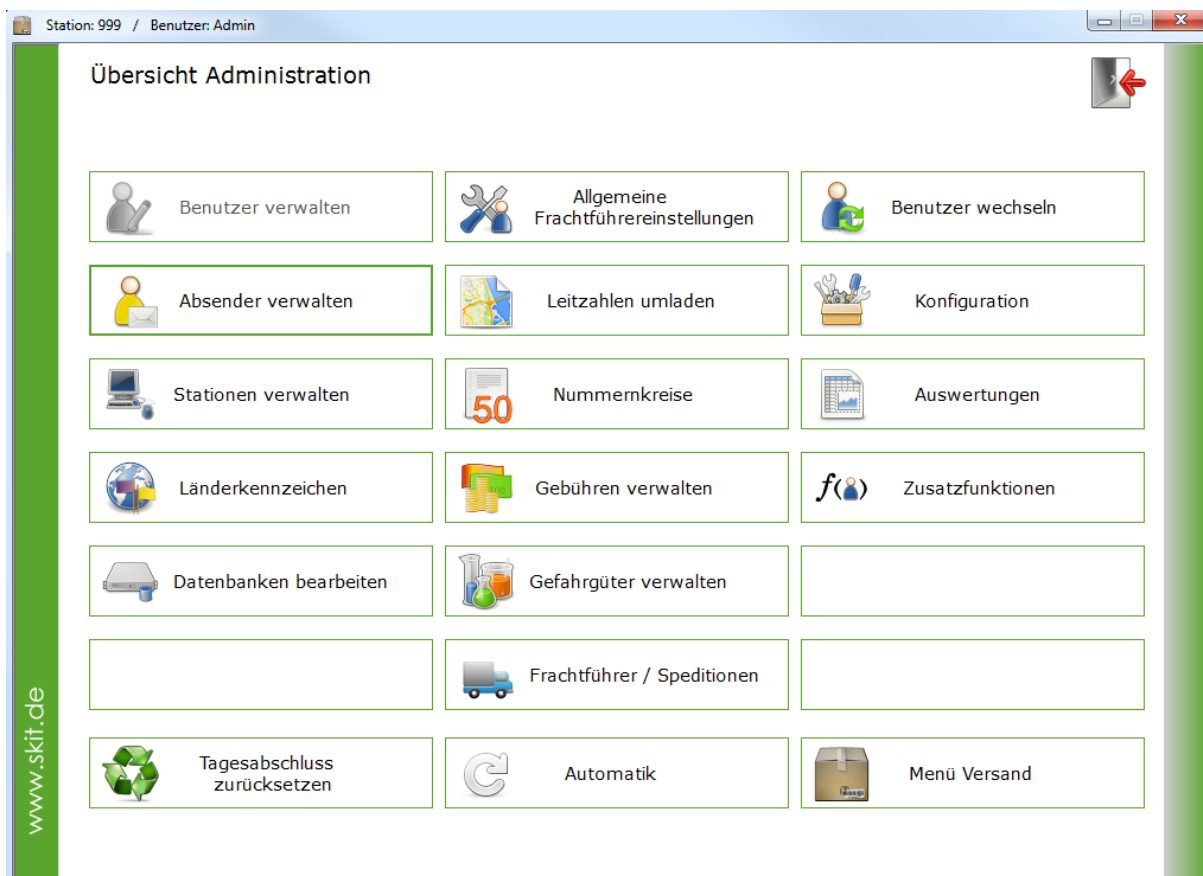 Station: 999 / Benutzer: Admin
Übersicht Administration
Benutzer verwalten
Allgemeine
Frachtführereinstellungen
Benutzer wechseln
Absender verwalten
Leitzahlen umladen
Konfiguration
Stationen verwalten
50
Nummernkreise
Auswertungen
Länderkennzeichen
Gebühren verwalten
f( )
Zusatzfunktionen
Datenbanken bearbeiten
Gefahrgüter verwalten
Frachtführer / Speditionen
Tagesabschluss
zurücksetzen
Automatik
Menü Versand
www.skit.de